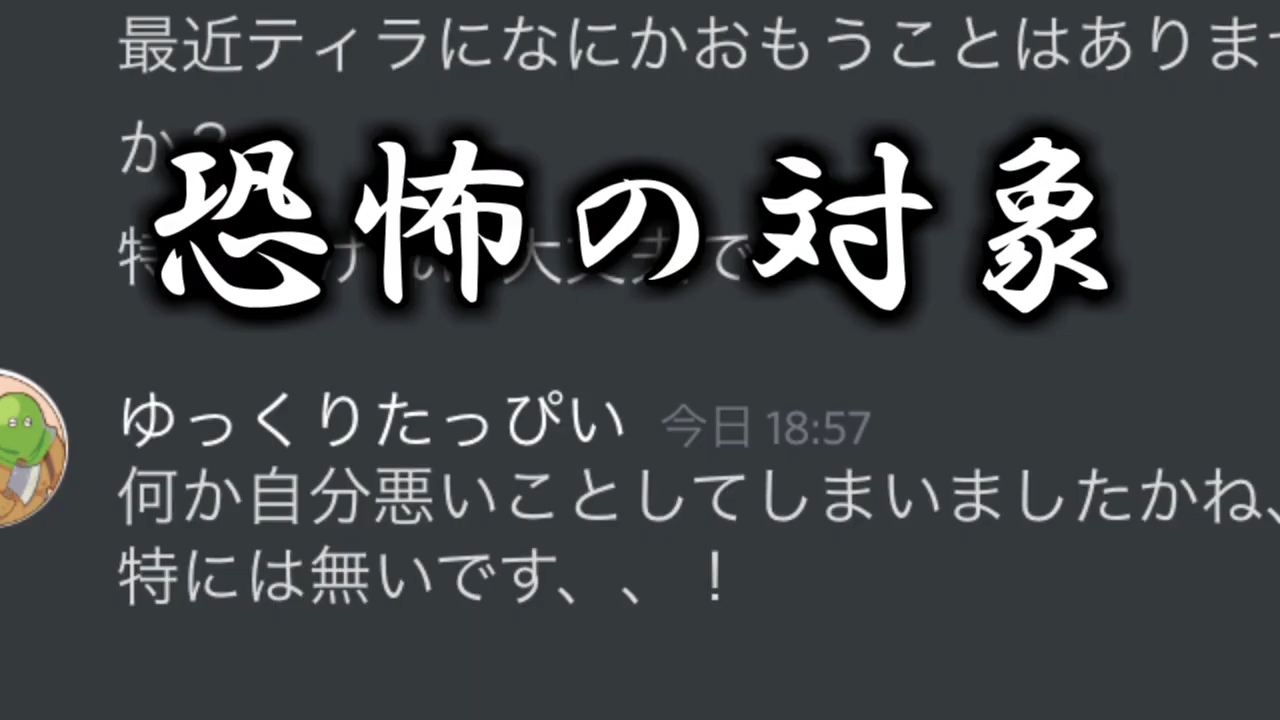 最近ティラになにかおもうことはありま
か？
恐怖の対象
ゆっくりたっぴい 今日 18:57
何か自分悪いことしてしまいましたかね、
特には無いです、、！